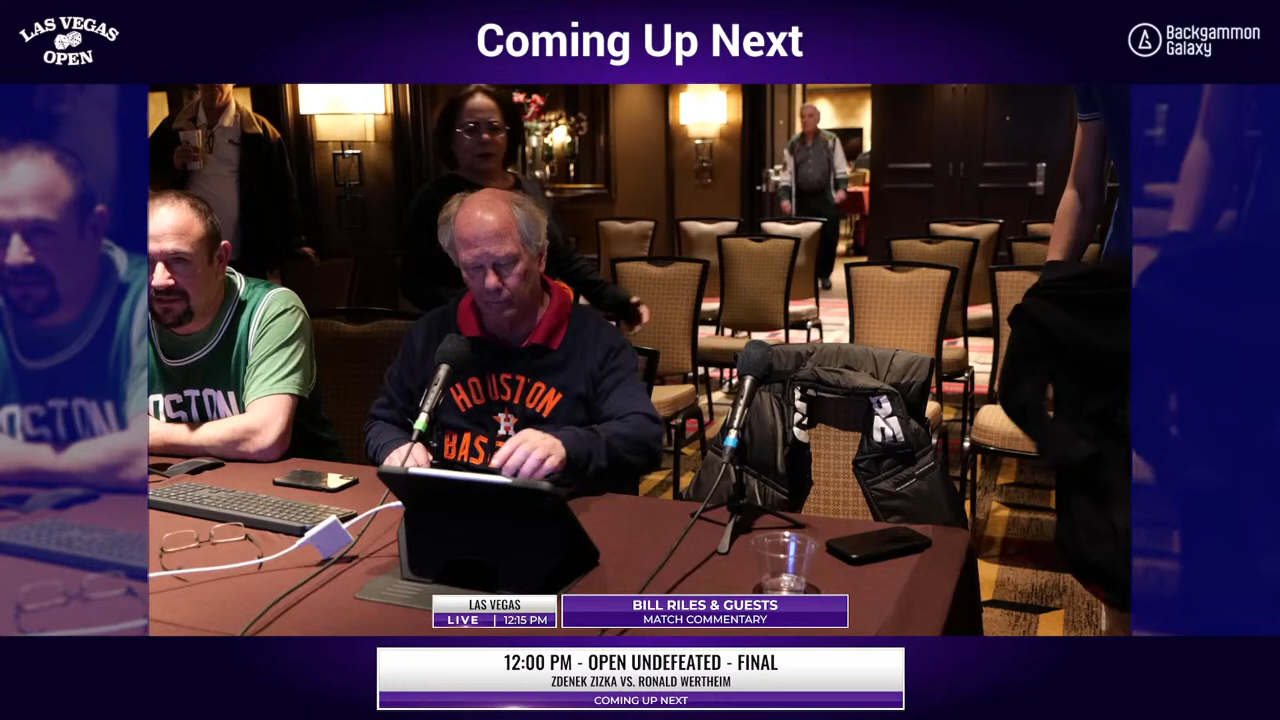 LAS VEGAS
OPEN
Coming Up Next
Backgammon
Galaxy
OSTON
OSTON
HOUSTON
H
LAS VEGAS
LIVE | 12:15 PM
BILL RILES & GUESTS
MATCH COMMENTARY
12:00 PM - OPEN UNDEFEATED - FINAL
ZDENEK ZIZKA VS. RONALD WERTHEIM
COMING UP NEXT